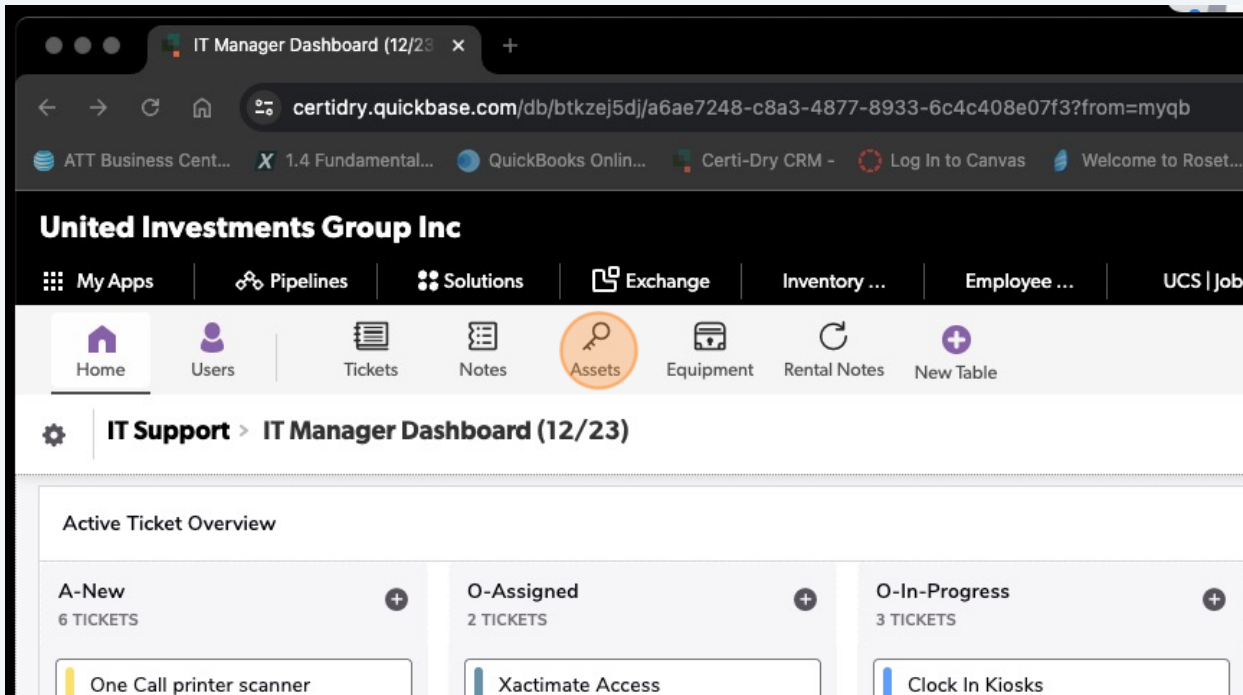 IT Manager Dashboard (12/23
certidry.quickbase.com/db/btkzej5dj/a6ae7248-c8a3-4877-8933-6c4c408e07f3?from=myqb
ATT Business Cent... 1.4 Fundamental... QuickBooks Onlin... Certi-Dry CRM - Log In to Canvas Welcome to Roset...
United Investments Group Inc
My Apps Pipelines Solutions Exchange Inventory ... Employee ... UCS | Job
Home Users Tickets Notes Assets Equipment Rental Notes New Table
IT Support > IT Manager Dashboard (12/23)
Active Ticket Overview
A-New O-Assigned O-In-Progress
6 TICKETS 2 TICKETS 3 TICKETS
One Call printer scanner Xactimate Access Clock In Kiosks